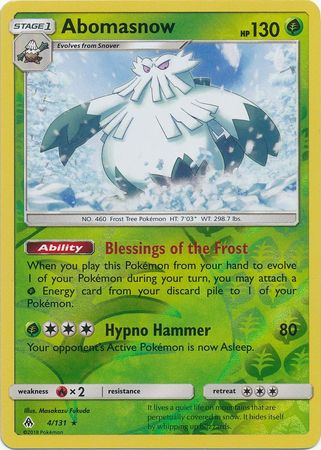 STAGE 1
Abomasnow
HP 130
Evolves from Snover
NO. 460 Frost Tree Pokémon HT: 7'03" WT: 298.7 lbs.
Ability Blessings of the Frost
When you play this Pokémon from your hand to evolve
1 of your Pokémon during your turn, you may attach a
Energy card from your discard pile to 1 of your
Pokémon.
Hypno Hammer 80
Your opponent's Active Pokémon is now Asleep.
weakness ×2 resistance retreat
Illus. Masakazu Fukuda
4/131 ★
©2018 Pokémon
It lives a quiet life on mountains that are
perpetually covered in snow. It hides itself
by whipping up blizzards.